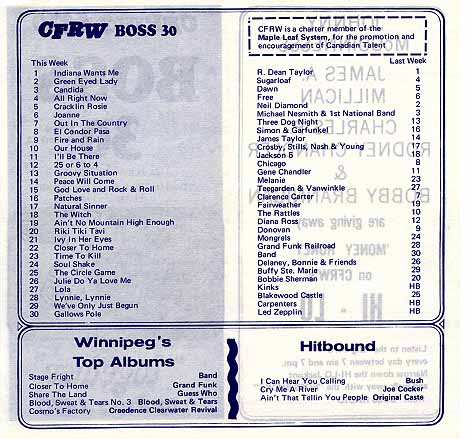 CFRW BOSS 30
CFRW is a charter member of the
Maple Leaf System, for the promotion and
encouragement of Canadian Talent
This Week Last Week
1 Indiana Wants Me R. Dean Taylor 1
2 Green Eyed Lady Sugarloaf 4
3 Candida Dawn 5
4 All Right Now Free 6
5 Cracklin Rosie Neil Diamond 2
6 Joanne Michael Nesmith & 1st National Band 3
7 Out In The Country Three Dog Night 13
8 El Condor Pasa Simon & Garfunkel 16
9 Fire and Rain James Taylor 14
10 Our House Crosby, Stills, Nash & Young 17
11 I'll Be There Jackson 5 18
12 25 or 6 to 4 Chicago 8
13 Groovy Situation Gene Chandler 11
14 Peace Will Come Melanie 23
15 God Love and Rock & Roll Teegarden & Vanwinkle 27
16 Patches Clarence Carter 7
17 Natural Sinner Fairweather 19
18 The Witch The Rattles 10
19 Ain't No Mountain High Enough Diana Ross 12
20 Riki Tiki Tavi Donovan 9
21 Ivy In Her Eyes Mongrels 24
22 Closer To Home Grand Funk Railroad 28
23 Time To Kill Band 30
24 Soul Shake Delaney, Bonnie & Friends 26
25 The Circle Game Buffy Ste. Marie 29
26 Julie Do Ya Love Me Bobbie Sherman 20
27 Lola Kinks HB
28 Lynnie, Lynnie Blakewood Castle 25
29 We've Only Just Begun Carpenters HB
30 Gallows Pole Led Zepplin HB
Winnipeg's
Top Albums
Stage Fright Band
Closer To Home Grand Funk
Share The Land Guess Who
Blood, Sweat & Tears No. 3 Blood, Sweat & Tears
Cosmo's Factory Creedence Clearwater Revival
Hitbound
I Can Hear You Calling Bush
Cry Me A River Joe Cocker
Ain't That Tellin You People Original Caste